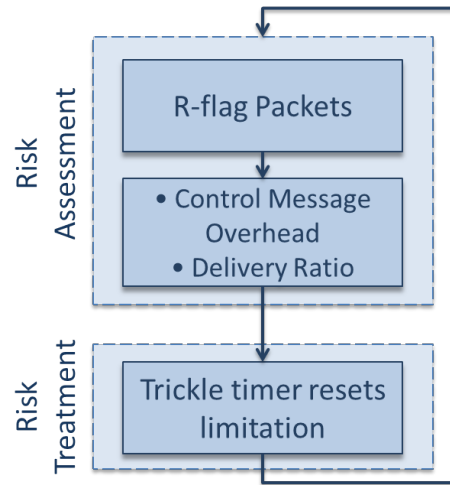 Risk
Assessment
R-flag Packets
• Control Message
Overhead
• Delivery Ratio
Risk
Treatment
Trickle timer resets
limitation